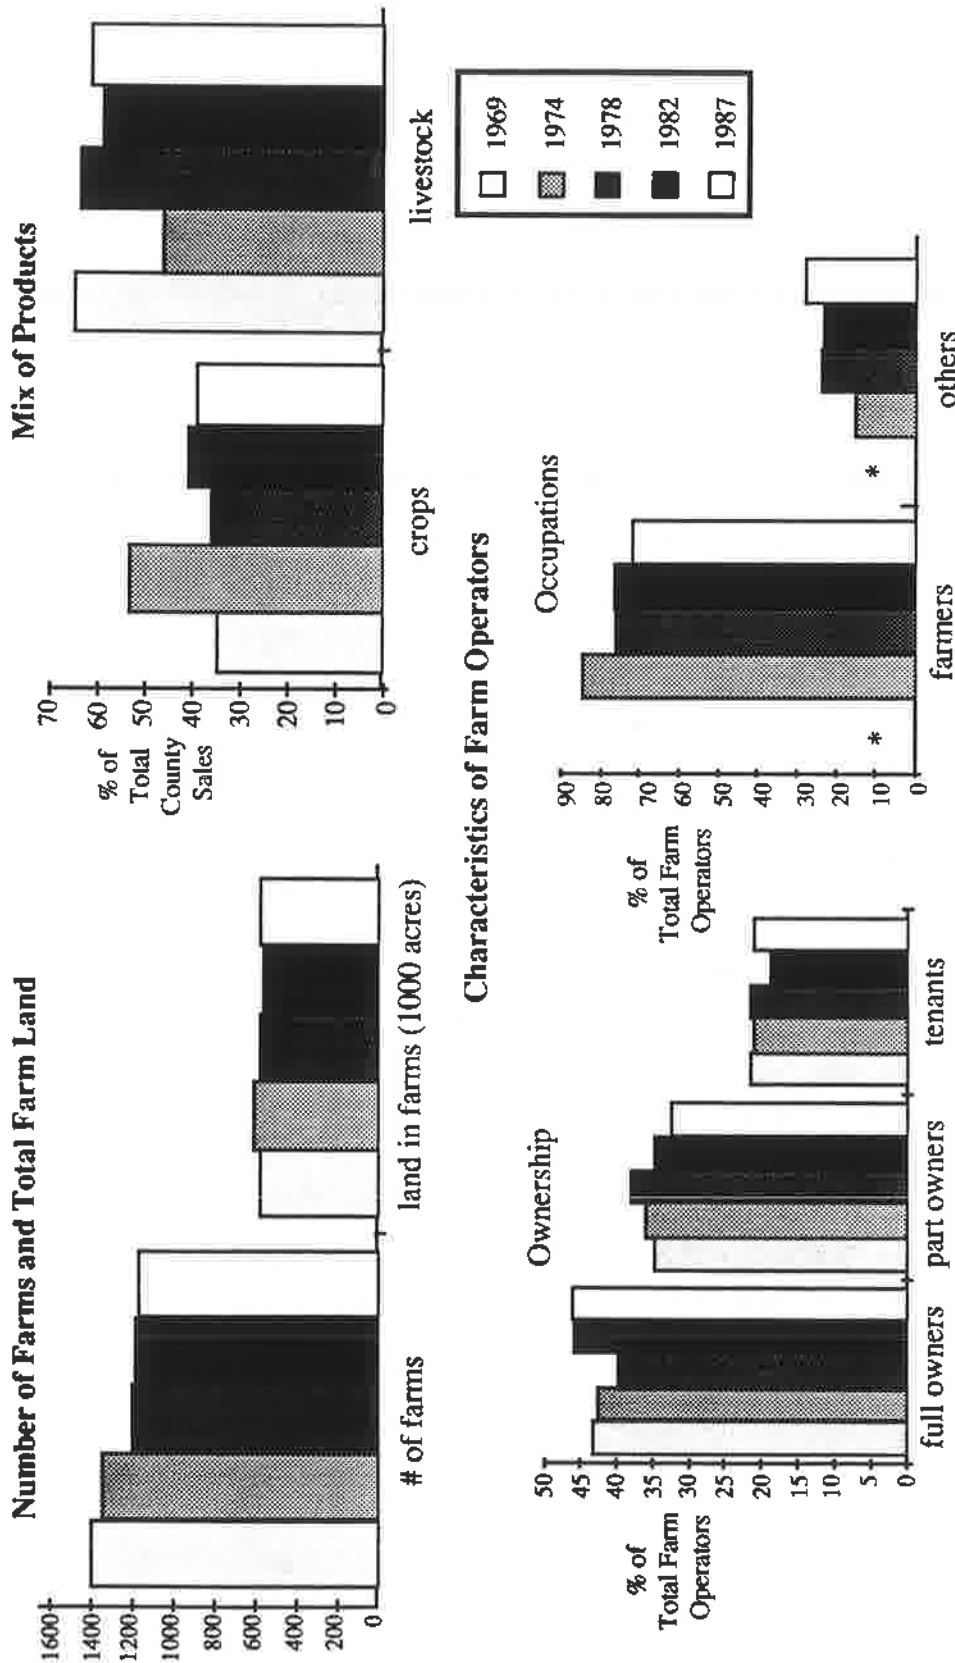 Number of Farms and Total Farm Land
1600
1400
1200
1000
800
600
400
200
0
# of farms
land in farms (1000 acres)
Mix of Products
% of
Total
County
Sales
70
60
50
40
30
20
10
0
crops
livestock
Characteristics of Farm Operators
Ownership
% of
Total Farm
Operators
50
45
40
35
30
25
20
15
10
5
0
full owners
part owners
tenants
Occupations
% of
Total Farm
Operators
90
80
70
60
50
40
30
20
10
0
*
*
farmers
others
1969
1974
1978
1982
1987